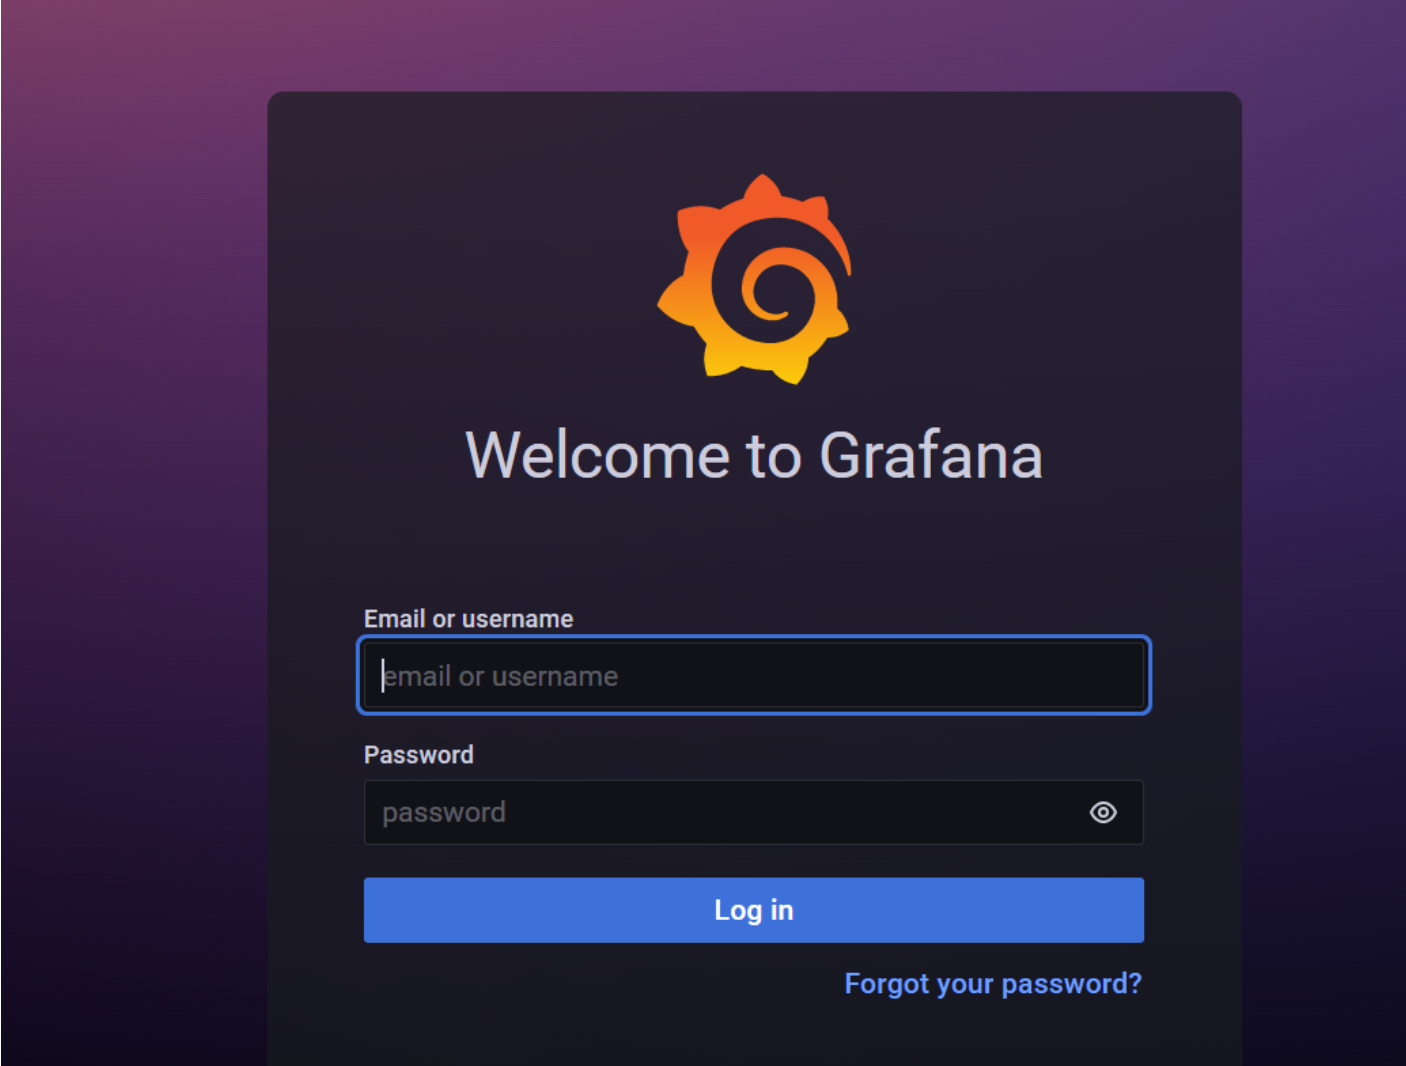 Welcome to Grafana
Email or username
email or username
Password
password
Log in
Forgot your password?